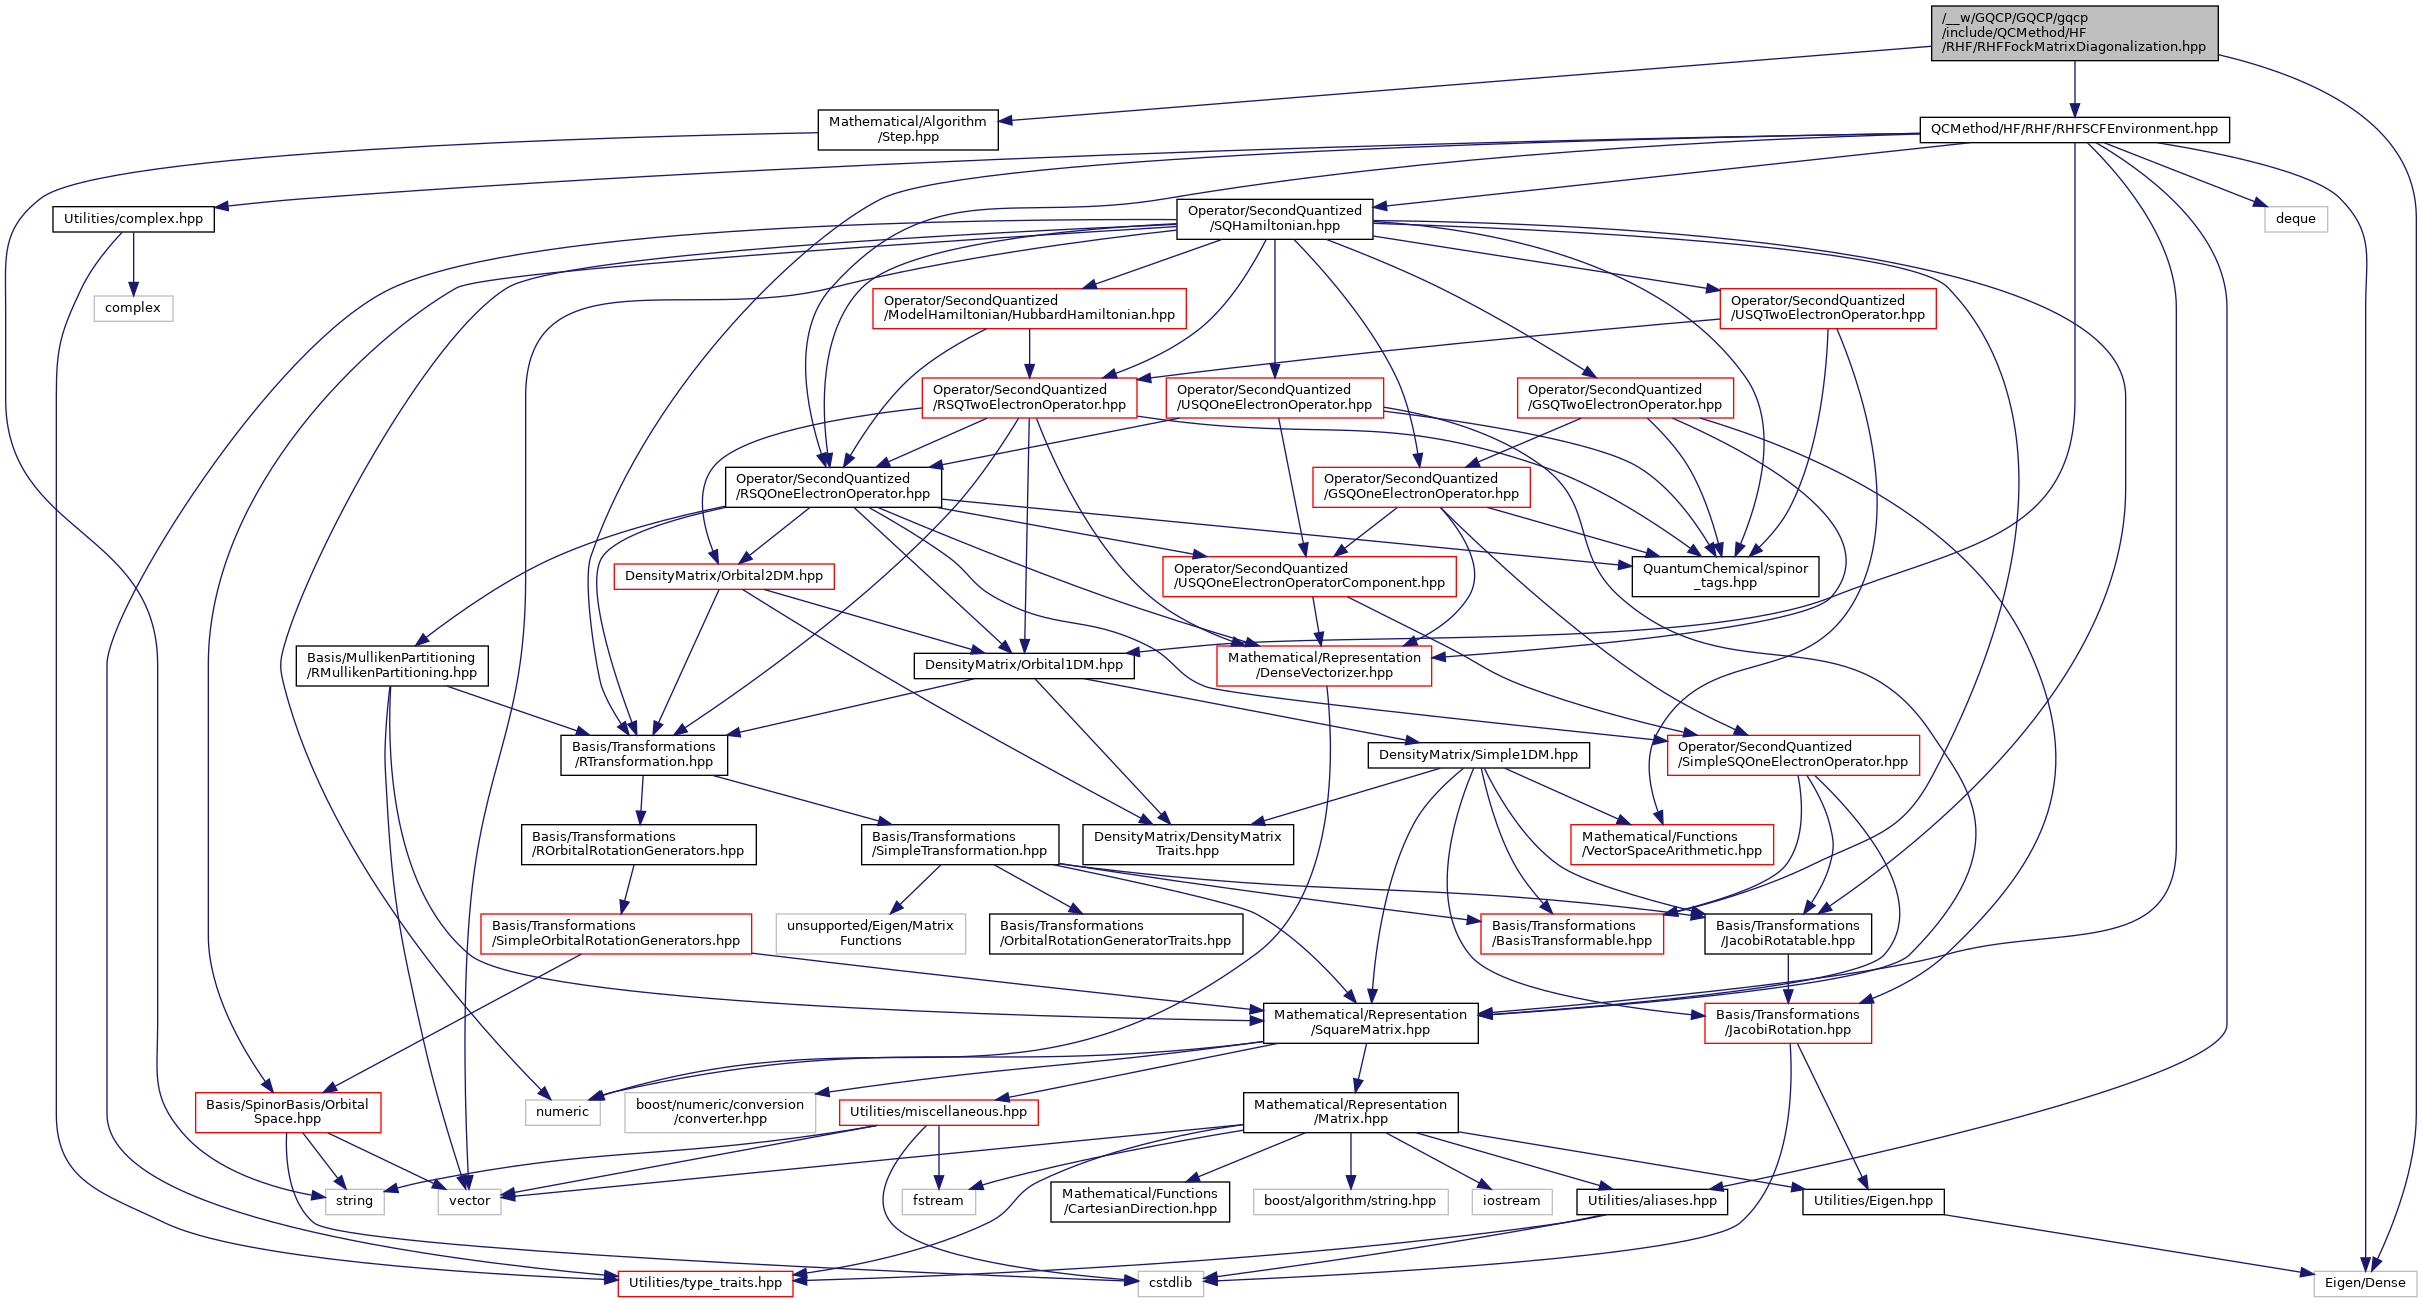 /__w/GQCP/GQCP/gqcp
/include/QCMethod/HF
/RHF/RHFFockMatrixDiagonalization.hpp
Mathematical/Algorithm
/Step.hpp
QCMethod/HF/RHF/RHFSCFEnvironment.hpp
Utilities/complex.hpp
Operator/SecondQuantized
/SQHamiltonian.hpp
deque
complex
Operator/SecondQuantized
/ModelHamiltonian/HubbardHamiltonian.hpp
Operator/SecondQuantized
/USQTwoElectronOperator.hpp
Operator/SecondQuantized
/RSQTwoElectronOperator.hpp
Operator/SecondQuantized
/USQOneElectronOperator.hpp
Operator/SecondQuantized
/GSQTwoElectronOperator.hpp
Operator/SecondQuantized
/RSQOneElectronOperator.hpp
Operator/SecondQuantized
/GSQOneElectronOperator.hpp
DensityMatrix/Orbital2DM.hpp
Operator/SecondQuantized
/USQOneElectronOperatorComponent.hpp
QuantumChemical/spinor
_tags.hpp
Basis/MullikenPartitioning
/RMullikenPartitioning.hpp
DensityMatrix/Orbital1DM.hpp
Mathematical/Representation
/DenseVectorizer.hpp
Basis/Transformations
/RTransformation.hpp
DensityMatrix/Simple1DM.hpp
Operator/SecondQuantized
/SimpleSQOneElectronOperator.hpp
Basis/Transformations
/ROrbitalRotationGenerators.hpp
Basis/Transformations
/SimpleTransformation.hpp
DensityMatrix/DensityMatrix
Traits.hpp
Mathematical/Functions
/VectorSpaceArithmetic.hpp
Basis/Transformations
/SimpleOrbitalRotationGenerators.hpp
unsupported/Eigen/Matrix
Functions
Basis/Transformations
/OrbitalRotationGeneratorTraits.hpp
Basis/Transformations
/BasisTransformable.hpp
Basis/Transformations
/JacobiRotatable.hpp
Mathematical/Representation
/SquareMatrix.hpp
Basis/Transformations
/JacobiRotation.hpp
Basis/SpinorBasis/Orbital
Space.hpp
numeric
boost/numeric/conversion
/converter.hpp
Utilities/miscellaneous.hpp
Mathematical/Representation
/Matrix.hpp
string
vector
fstream
Mathematical/Functions
/CartesianDirection.hpp
boost/algorithm/string.hpp
iostream
Utilities/aliases.hpp
Utilities/Eigen.hpp
Utilities/type_traits.hpp
cstdlib
Eigen/Dense